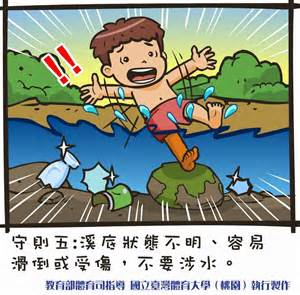 !!
守則五:溪底狀態不明、容易
滑倒或受傷,不要涉水。
教育部體育司指導 國立臺灣體育大學(桃園)執行製作